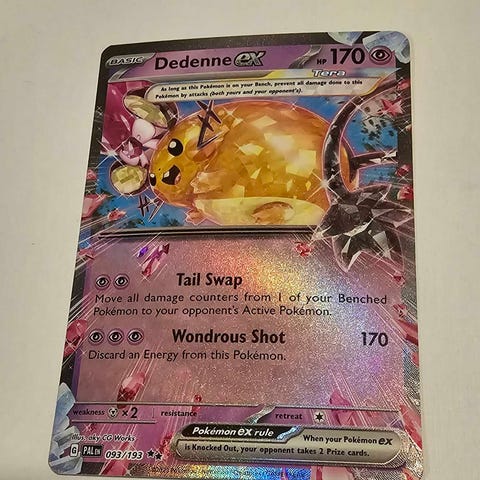 BASIC Dedenne ex HP 170
Tera
As long as this Pokémon is on your Bench, prevent all damage done to this
Pokémon by attacks (both yours and your opponent's).
Tail Swap
Move all damage counters from 1 of your Benched
Pokémon to your opponent's Active Pokémon.
Wondrous Shot 170
Discard an Energy from this Pokémon.
weakness ×2 resistance retreat
Illus. aky CG Works
Pokémon ex rule When your Pokémon ex
is Knocked Out, your opponent takes 2 Prize cards.
G PAL EN 093/193